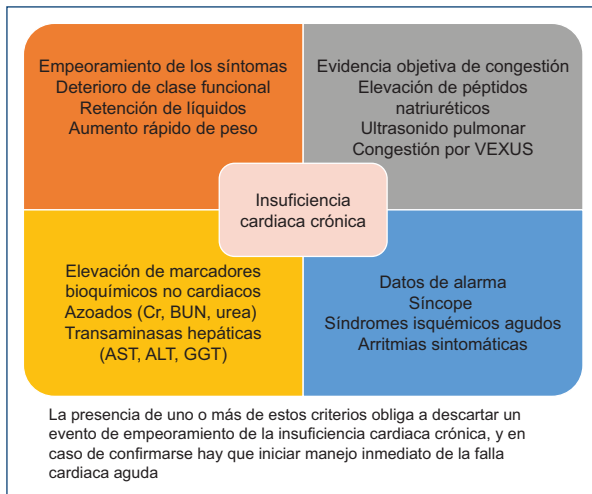 Empeoramiento de los síntomas
Deterioro de clase funcional
Retención de líquidos
Aumento rápido de peso
Evidencia objetiva de congestión
Elevación de péptidos
natriuréticos
Ultrasonido pulmonar
Congestión por VEXUS
Insuficiencia
cardiaca crónica
Elevación de marcadores
bioquímicos no cardiacos
Azoados (Cr, BUN, urea)
Transaminasas hepáticas
(AST, ALT, GGT)
Datos de alarma
Síncope
Síndromes isquémicos agudos
Arritmias sintomáticas
La presencia de uno o más de estos criterios obliga a descartar un
evento de empeoramiento de la insuficiencia cardiaca crónica, y en
caso de confirmarse hay que iniciar manejo inmediato de la falla
cardiaca aguda